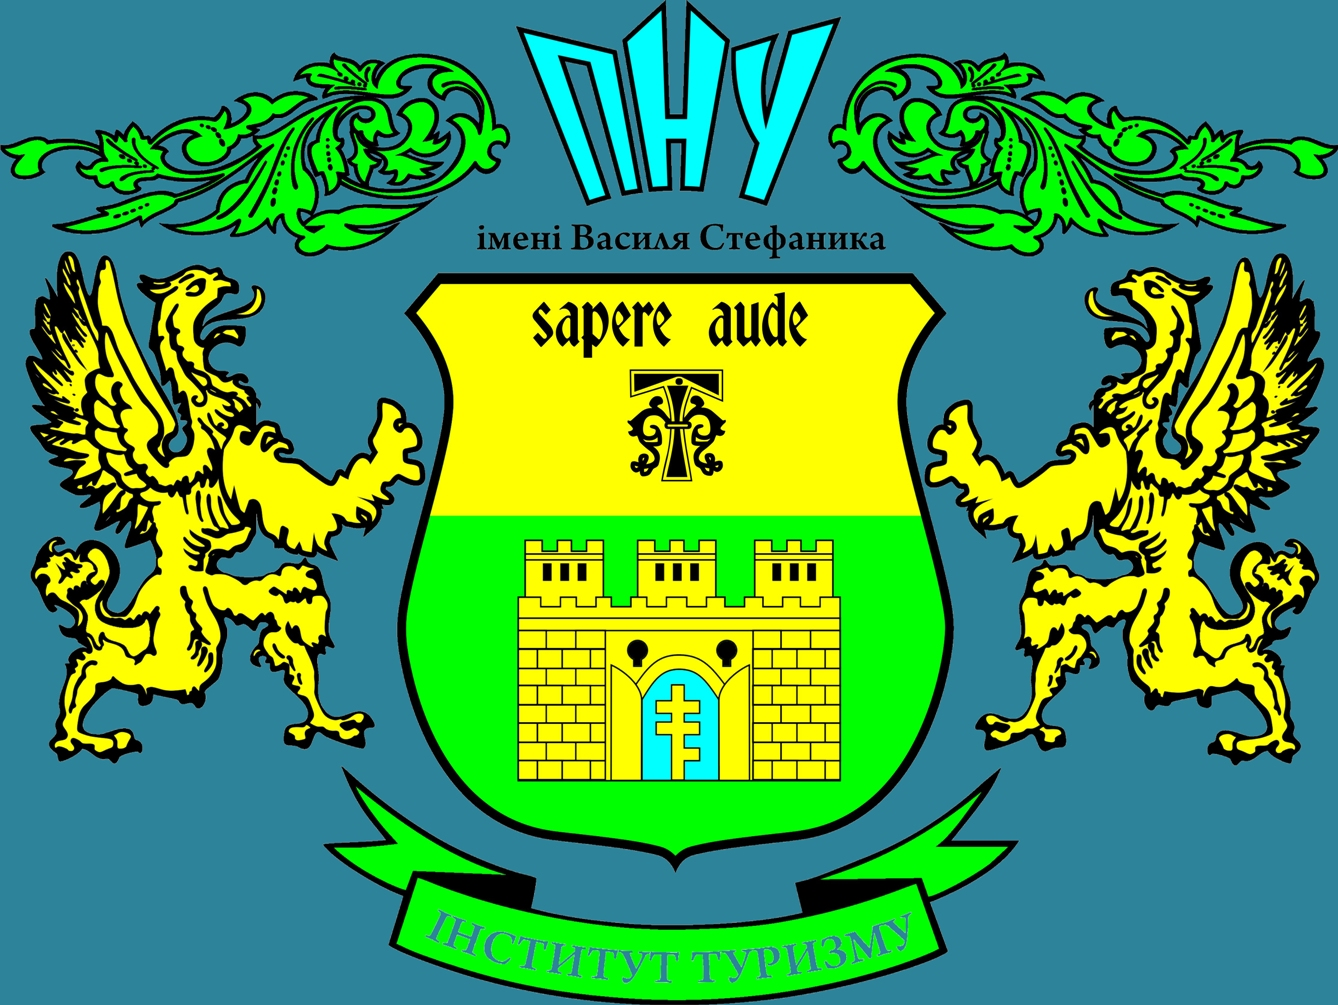 ПНУ
імені Василя Стефаника
sapere aude
Т
ІНСТИТУТ ТУРИЗМУ